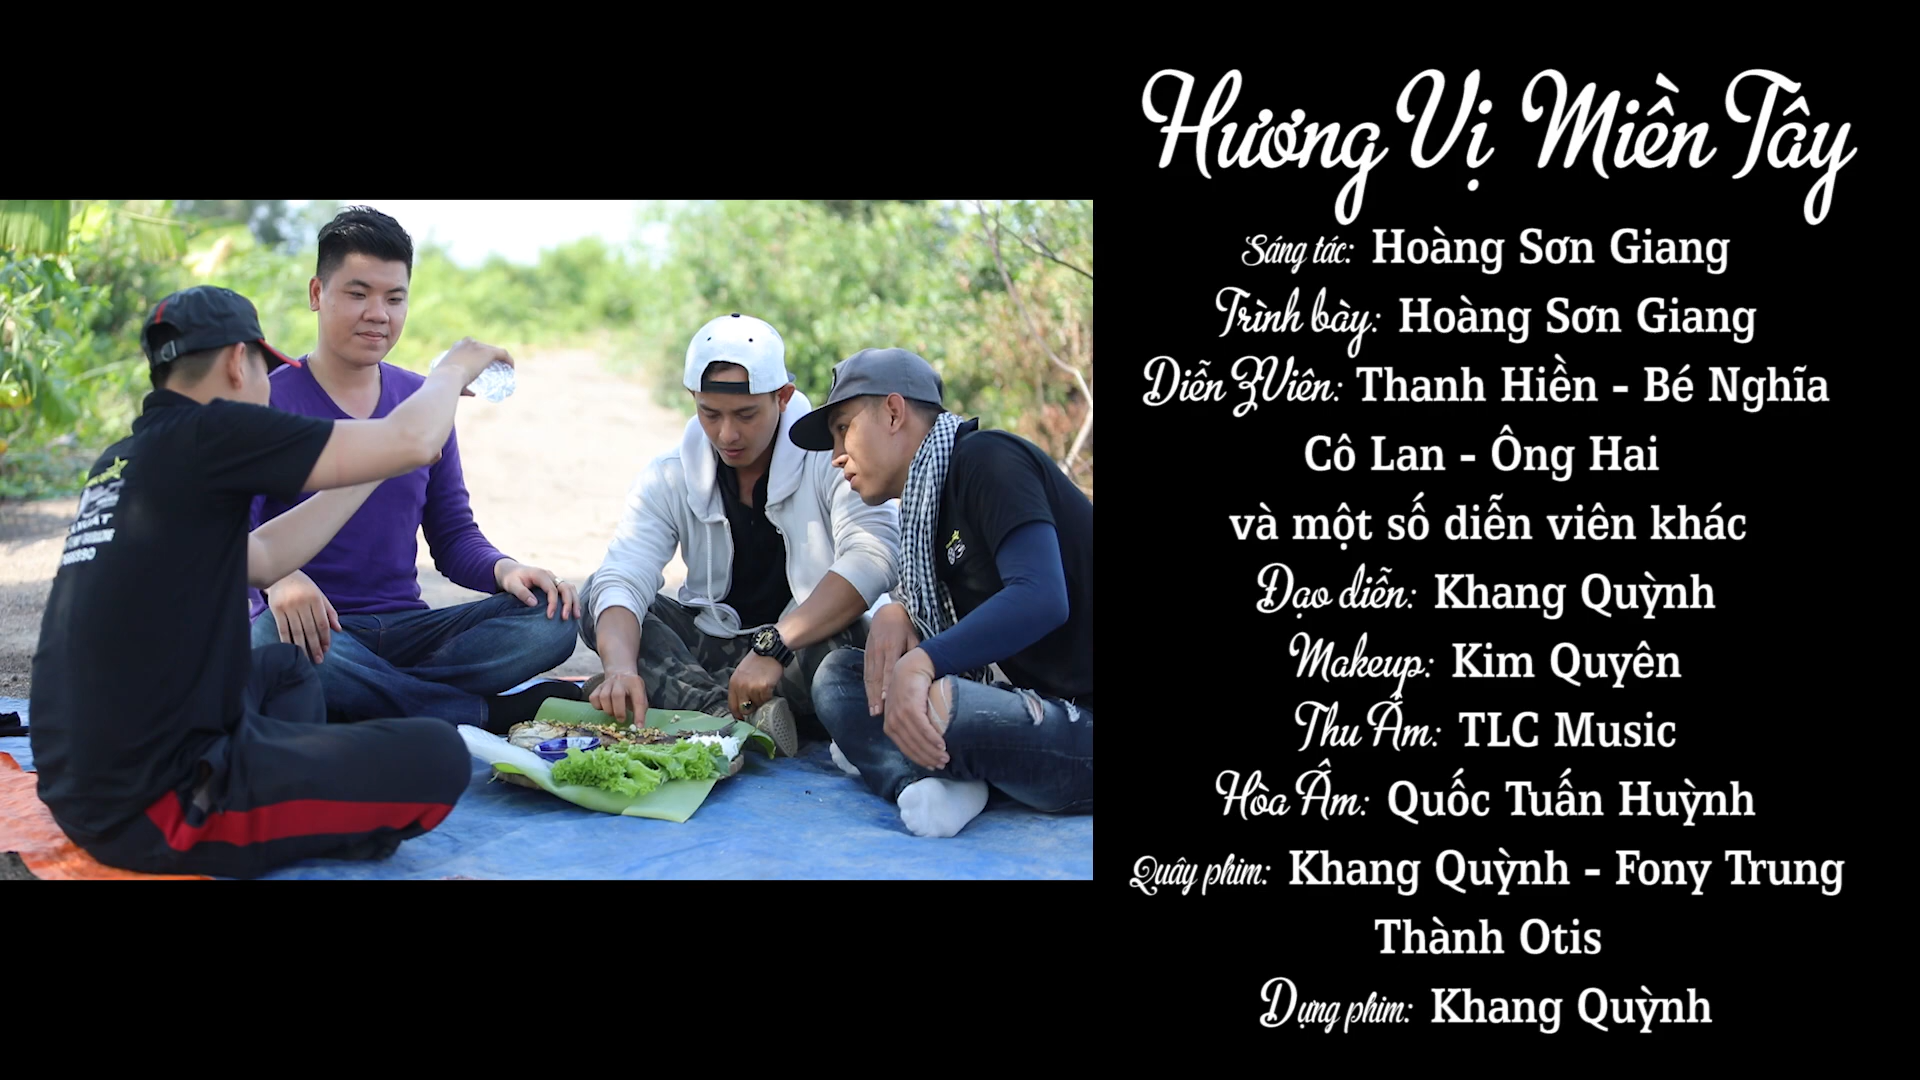 Hương Vị Miền Tây
Sáng tác: Hoàng Sơn Giang
Trình bày: Hoàng Sơn Giang
Diễn Viên: Thanh Hiền - Bé Nghĩa
Cô Lan - Ông Hai
và một số diễn viên khác
Đạo diễn: Khang Quỳnh
Makeup: Kim Quyên
Thu Âm: TLC Music
Hòa Âm: Quốc Tuấn Huỳnh
Quây phim: Khang Quỳnh - Fony Trung
Thành Otis
Dựng phim: Khang Quỳnh